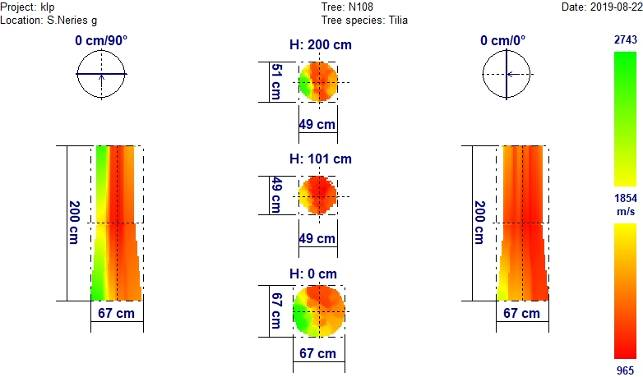 Project: klp
Tree: N108
Date: 2019-08-22
Location: S.Neries g
Tree species: Tilia
0 cm/90°
H: 200 cm
0 cm/0°
2743
51 cm
49 cm
H: 101 cm
49 cm
49 cm
200 cm
200 cm
1854
m/s
H: 0 cm
67 cm
67 cm
67 cm
67 cm
965